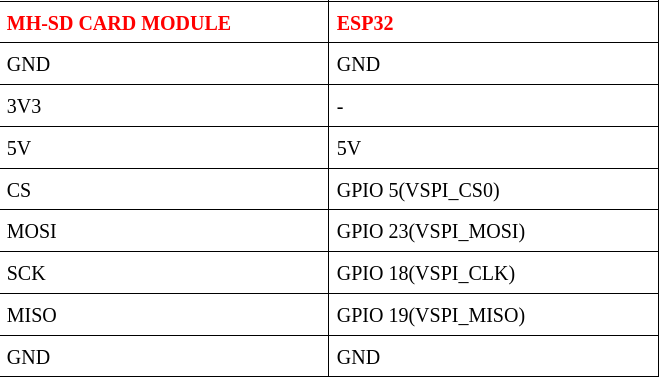 MH-SD CARD MODULE ESP32
GND GND
3V3 -
5V 5V
CS GPIO 5(VSPI_CS0)
MOSI GPIO 23(VSPI_MOSI)
SCK GPIO 18(VSPI_CLK)
MISO GPIO 19(VSPI_MISO)
GND GND